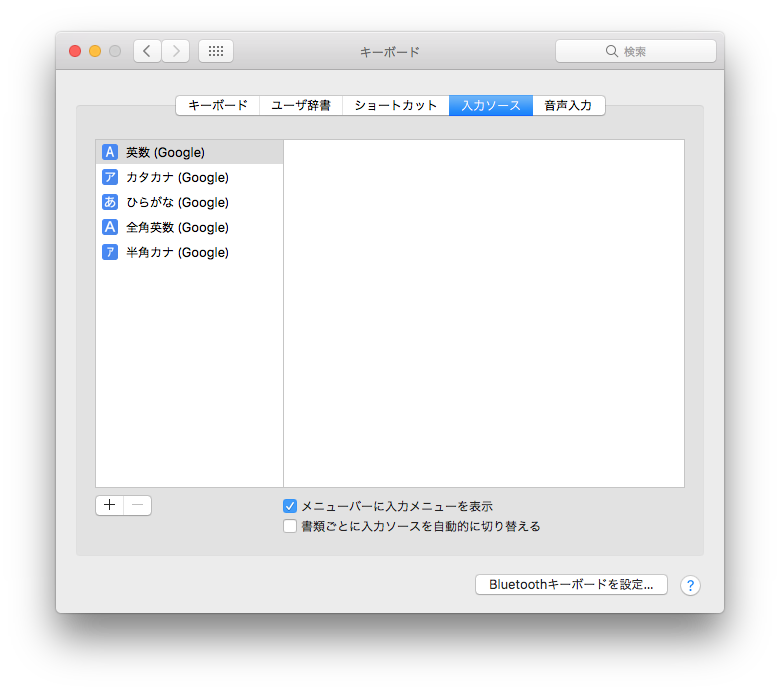 キーボード
検索
キーボード
ユーザ辞書
ショートカット
入力ソース
音声入力
A 英数 (Google)
ア カタカナ (Google)
あ ひらがな (Google)
A 全角英数 (Google)
ア 半角カナ (Google)
メニューバーに入力メニューを表示
書類ごとに入力ソースを自動的に切り替える
Bluetoothキーボードを設定...
?